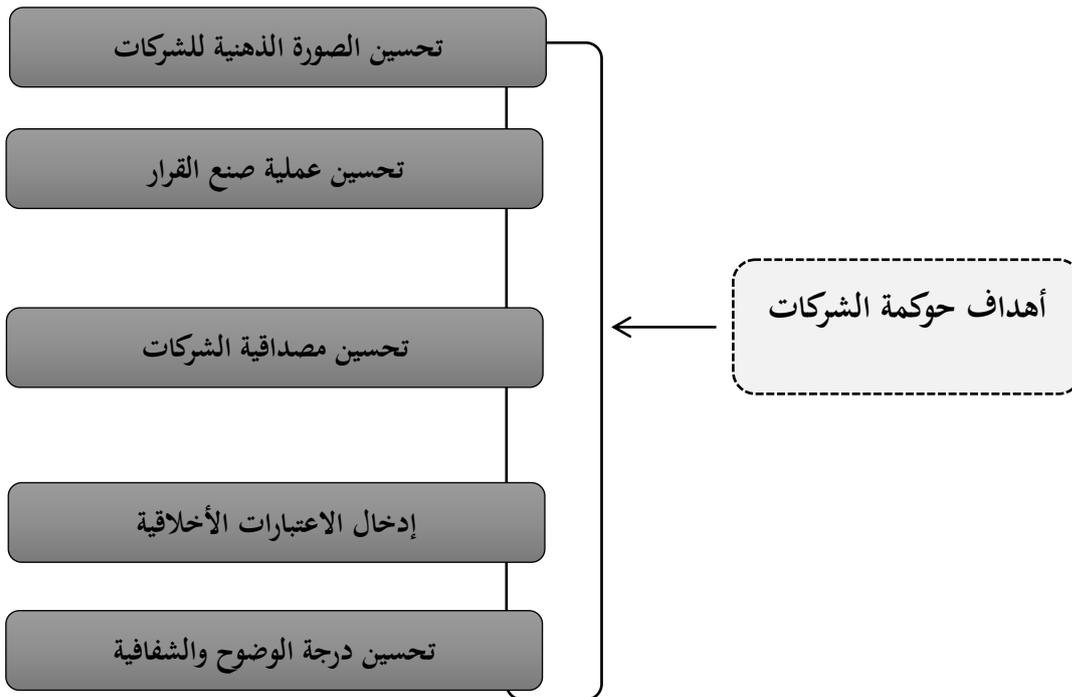 أهداف حوكمة الشركات
تحسين الصورة الذهنية للشركات
تحسين عملية صنع القرار
تحسين مصداقية الشركات
إدخال الاعتبارات الأخلاقية
تحسين درجة الوضوح والشفافية